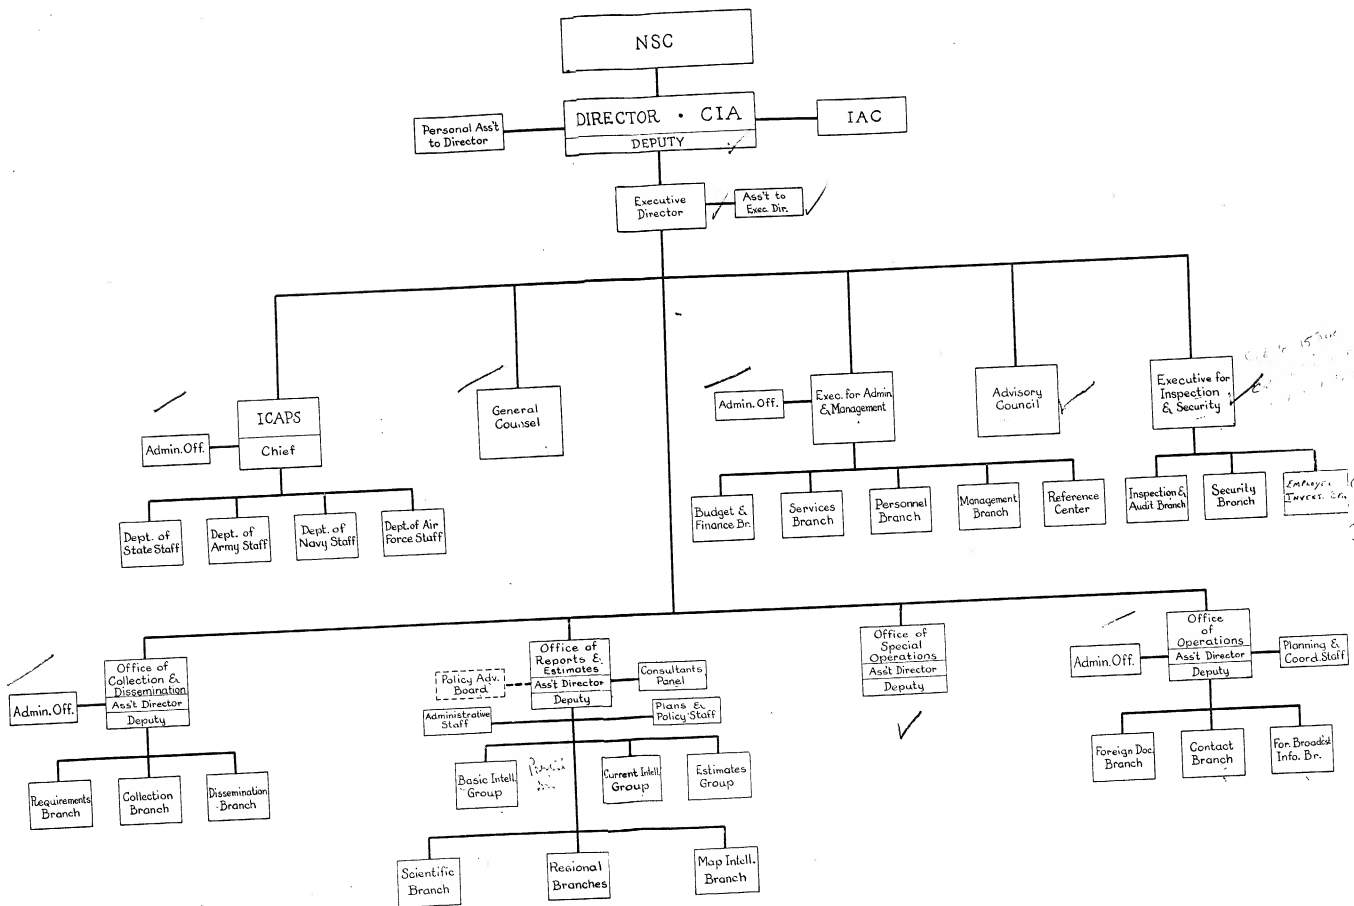 NSC
DIRECTOR • CIA
DEPUTY
Personal Ass't
to Director
IAC
Executive
Director
Ass't to
Exec. Dir.
ICAPS
Chief
Admin. Off.
General
Counsel
Admin. Off.
Exec. for Admin.
& Management
Advisory
Council
Executive for
Inspection
& Security
Dept. of
State Staff
Dept. of
Army Staff
Dept. of
Navy Staff
Dept. of Air
Force Staff
Budget &
Finance Br.
Services
Branch
Personnel
Branch
Management
Branch
Reference
Center
Inspection &
Audit Branch
Security
Branch
Office of
Collection &
Dissemination
Ass't Director
Deputy
Admin. Off.
Requirements
Branch
Collection
Branch
Dissemination
Branch
Office of
Reports &
Estimates
Ass't Director
Deputy
Policy Adv.
Board
Consultants
Panel
Administrative
Staff
Plans &
Policy Staff
Basic Intell.
Group
Current Intell.
Group
Estimates
Group
Scientific
Branch
Regional
Branches
Map Intell.
Branch
Office of
Special
Operations
Ass't Director
Deputy
Office
of
Operations
Ass't Director
Deputy
Admin. Off.
Planning &
Coord. Staff
Foreign Doc.
Branch
Contact
Branch
For. Broadcst
Info. Br.